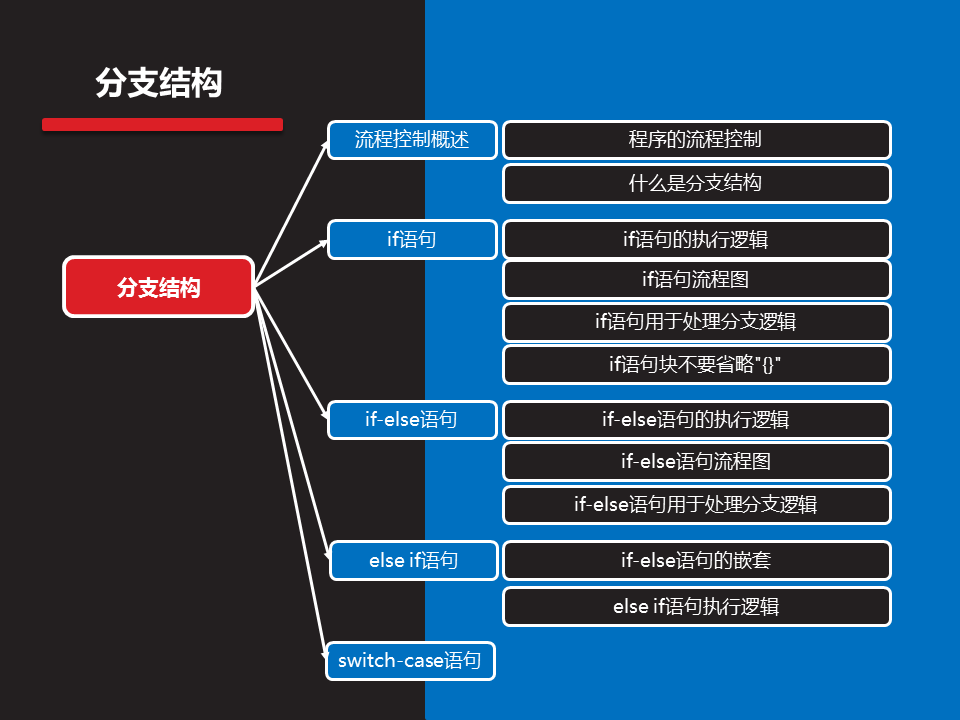 分支结构
流程控制概述
程序的流程控制
什么是分支结构
if语句
if语句的执行逻辑
if语句流程图
if语句用于处理分支逻辑
if语句块不要省略"{}"
分支结构
if-else语句
if-else语句的执行逻辑
if-else语句流程图
if-else语句用于处理分支逻辑
else if语句
if-else语句的嵌套
else if语句执行逻辑
switch-case语句